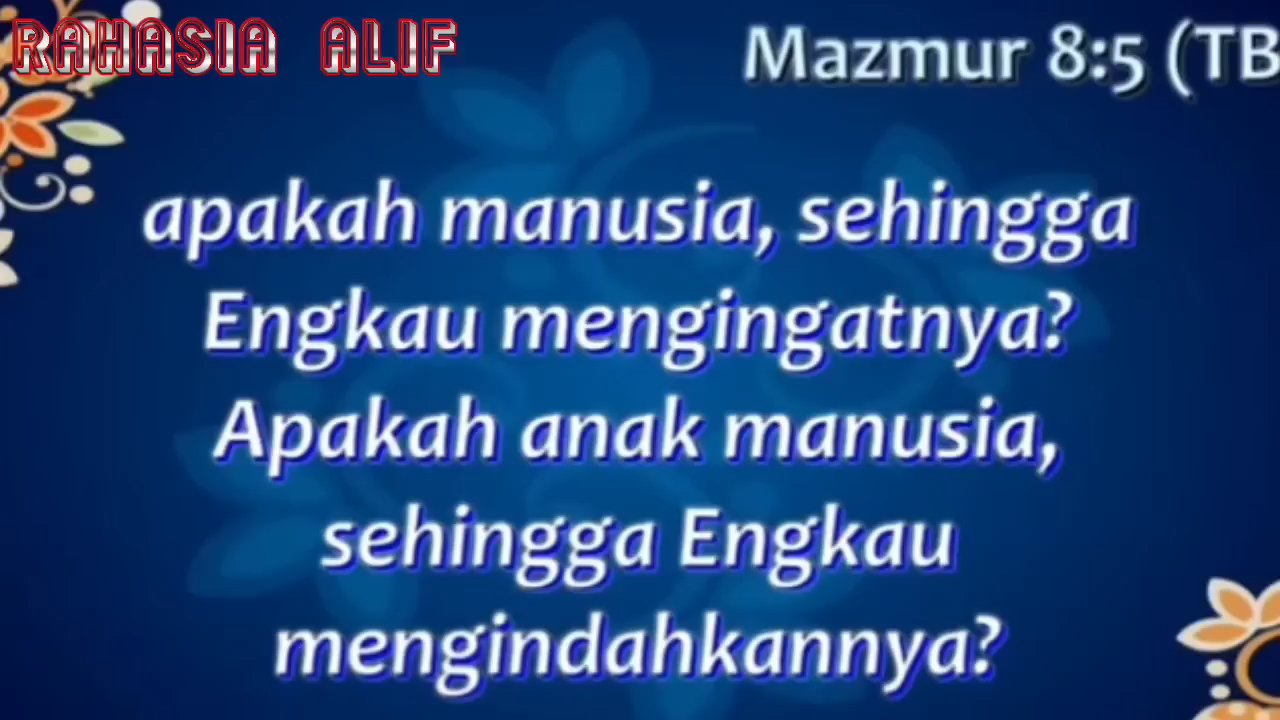 RAHASIA ALIF
Mazmur 8:5 (TB
apakah manusia, sehingga
Engkau mengingatnya?
Apakah anak manusia,
sehingga Engkau
mengindahkannya?